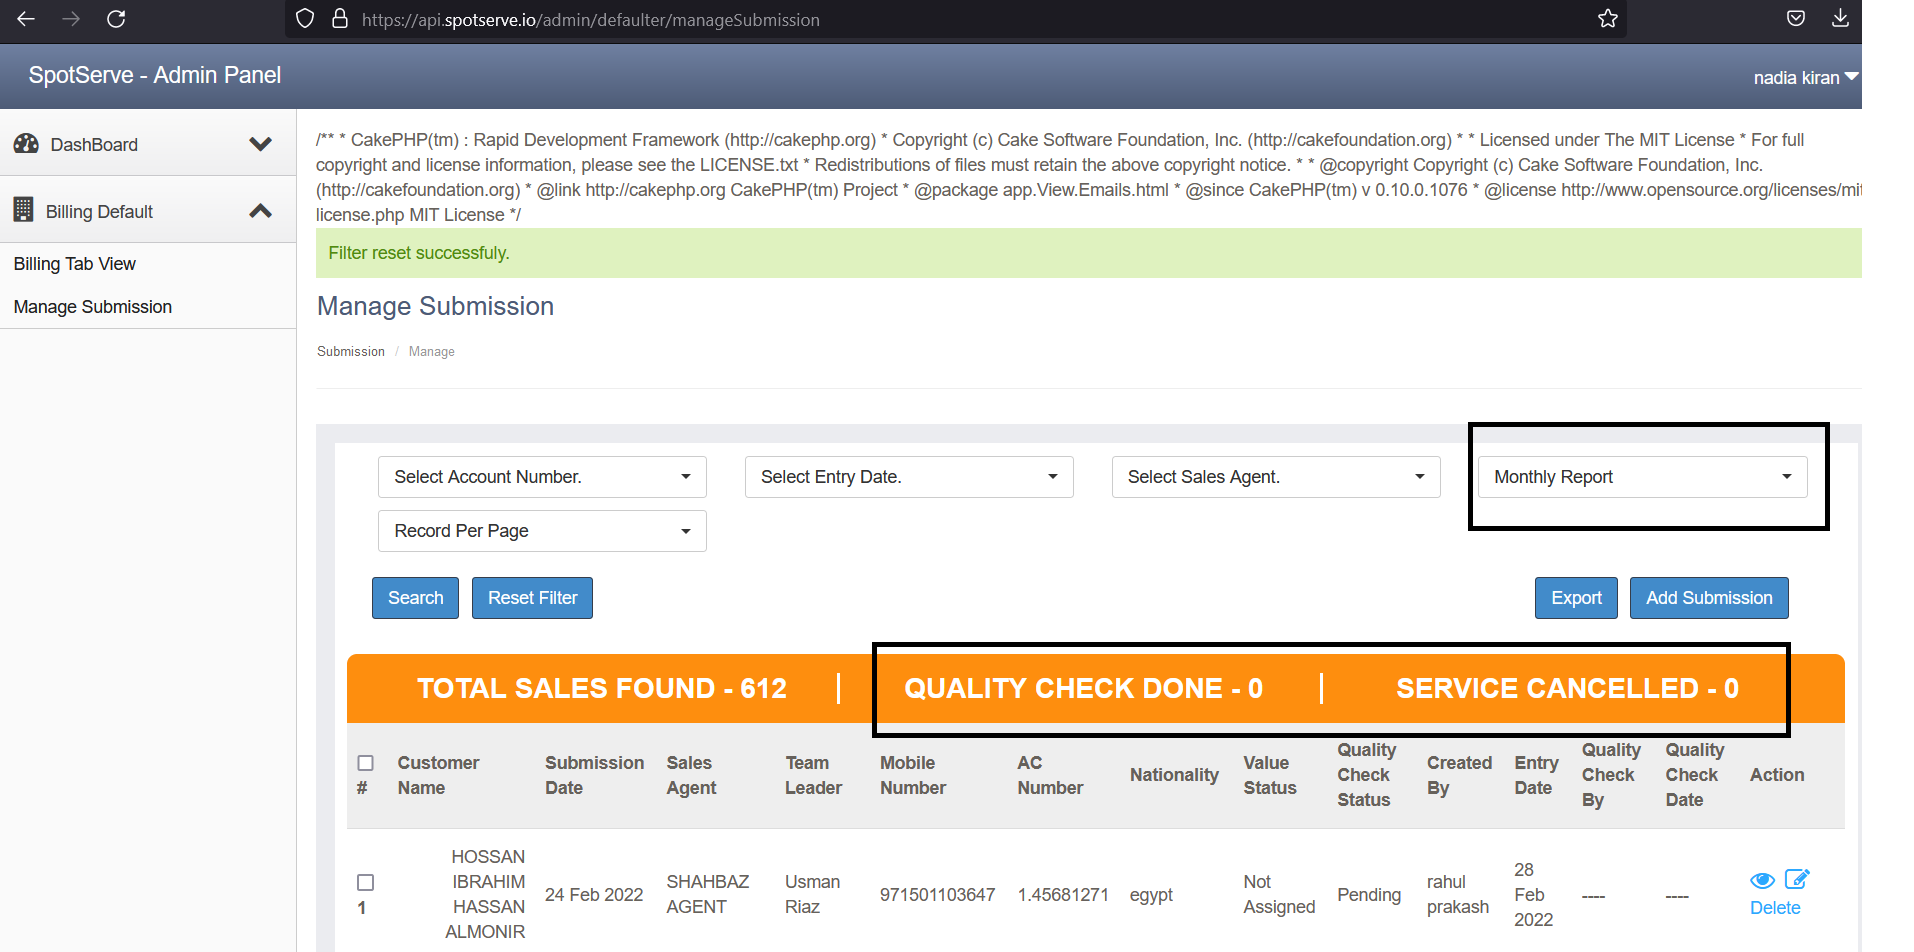 https://api.spotserve.io/admin/defaulter/manageSubmission
SpotServe - Admin Panel
nadia kiran
DashBoard
Billing Default
Billing Tab View
Manage Submission
/** * CakePHP(tm) : Rapid Development Framework (http://cakephp.org) * Copyright (c) Cake Software Foundation, Inc. (http://cakefoundation.org) * * Licensed under The MIT License * For full
copyright and license information, please see the LICENSE.txt * Redistributions of files must retain the above copyright notice. * * @copyright Copyright (c) Cake Software Foundation, Inc.
(http://cakefoundation.org) * @link http://cakephp.org CakePHP(tm) Project * @package app.View.Emails.html * @since CakePHP(tm) v 0.10.0.1076 * @license http://www.opensource.org/licenses/mit
license.php MIT License */
Filter reset successfuly.
Manage Submission
Submission / Manage
Select Account Number.
Select Entry Date.
Select Sales Agent.
Monthly Report
Record Per Page
Search
Reset Filter
Export
Add Submission
TOTAL SALES FOUND - 612 | QUALITY CHECK DONE - 0 | SERVICE CANCELLED - 0
#
Customer
Name
Submission
Date
Sales
Agent
Team
Leader
Mobile
Number
AC
Number
Nationality
Value
Status
Quality
Check
Status
Created
By
Entry
Date
Quality
Check
By
Quality
Check
Date
Action
1
HOSSAN
IBRAHIM
HASSAN
ALMONIR
24 Feb 2022
SHAHBAZ
AGENT
Usman
Riaz
971501103647
1.45681271
egypt
Not
Assigned
Pending
rahul
prakash
28
Feb
2022
----
----
Delete